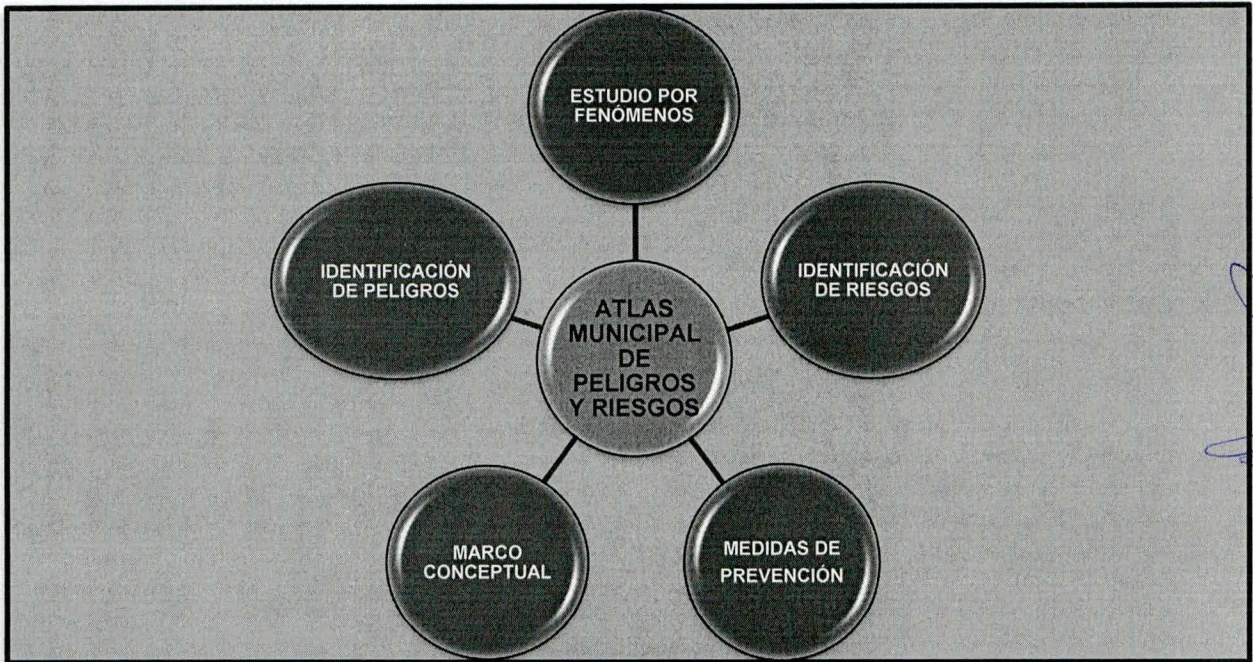 ESTUDIO POR
FENÓMENOS
IDENTIFICACIÓN
DE PELIGROS
IDENTIFICACIÓN
DE RIESGOS
ATLAS
MUNICIPAL
DE
PELIGROS
Y RIESGOS
MARCO
CONCEPTUAL
MEDIDAS DE
PREVENCIÓN